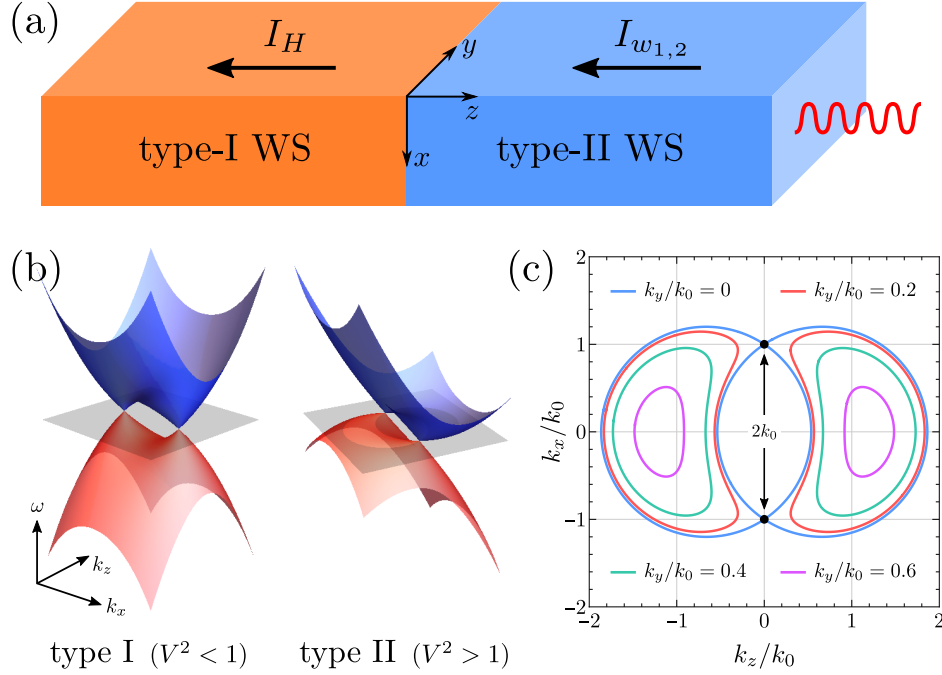 (a)
I_H
I_{w_{1,2}}
y
z
x
type-I WS
type-II WS
(b)
ω
k_z
k_x
type I (V² < 1)
type II (V² > 1)
(c)
k_y/k_0 = 0
k_y/k_0 = 0.2
2
1
0
−1
−2
k_x/k_0
2k_0
k_y/k_0 = 0.4
k_y/k_0 = 0.6
−2
−1
0
1
2
k_z/k_0